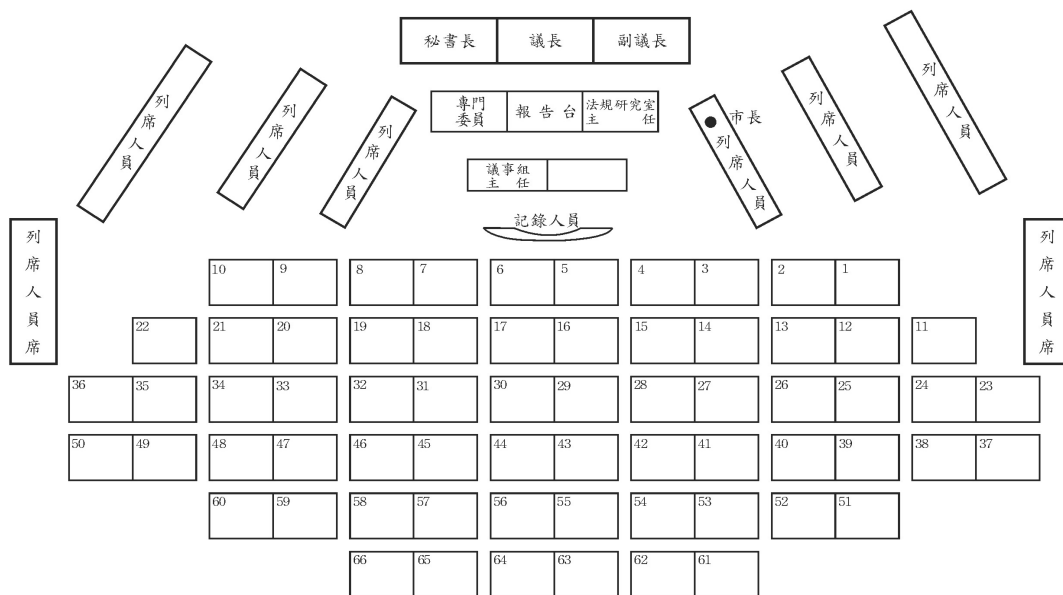 秘書長 議長 副議長
列席人員
列席人員
列席人員
專門
委員
報告台
法規研究室
主任
市長
列席人員
列席人員
列席人員
議事組
主任
記錄人員
列席人員席
列席人員席
10 9 8 7 6 5 4 3 2 1
22 21 20 19 18 17 16 15 14 13 12 11
36 35 34 33 32 31 30 29 28 27 26 25 24 23
50 49 48 47 46 45 44 43 42 41 40 39 38 37
60 59 58 57 56 55 54 53 52 51
66 65 64 63 62 61